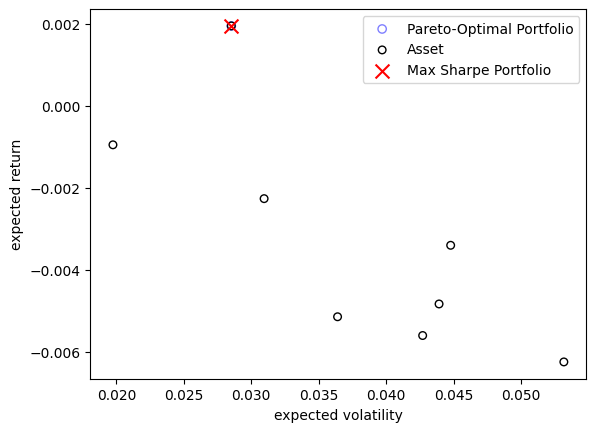 0.002
0.000
−0.002
−0.004
−0.006
expected return
Pareto-Optimal Portfolio
Asset
Max Sharpe Portfolio
0.020 0.025 0.030 0.035 0.040 0.045 0.050
expected volatility